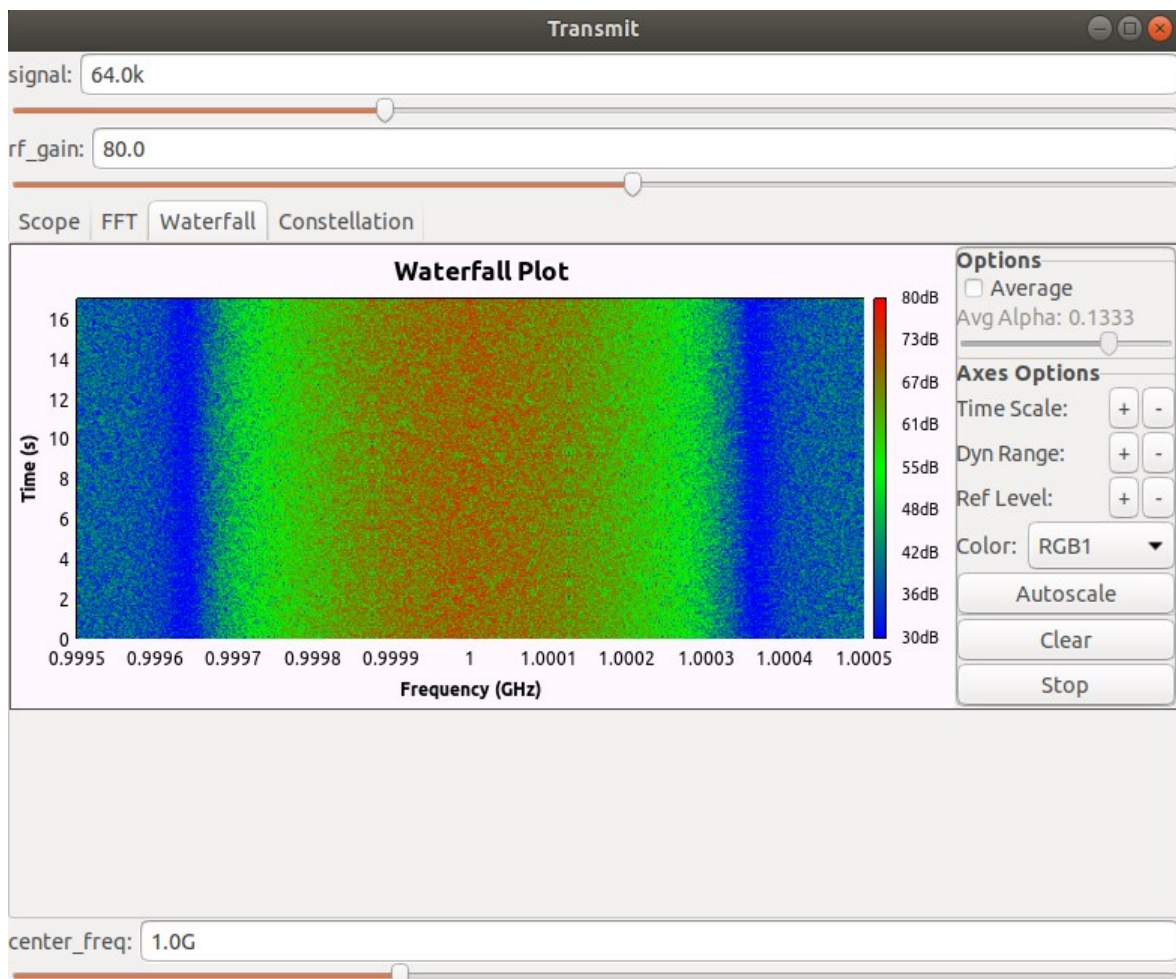 Transmit
signal: 64.0k
rf_gain: 80.0
Scope FFT Waterfall Constellation
Waterfall Plot
16
14
12
10
8
6
4
2
0
Time (s)
0.9995 0.9996 0.9997 0.9998 0.9999 1 1.0001 1.0002 1.0003 1.0004 1.0005
Frequency (GHz)
80dB
73dB
67dB
61dB
55dB
48dB
42dB
36dB
30dB
Options
Average
Avg Alpha: 0.1333
Axes Options
Time Scale: + -
Dyn Range: + -
Ref Level: + -
Color: RGB1
Autoscale
Clear
Stop
center_freq: 1.0G